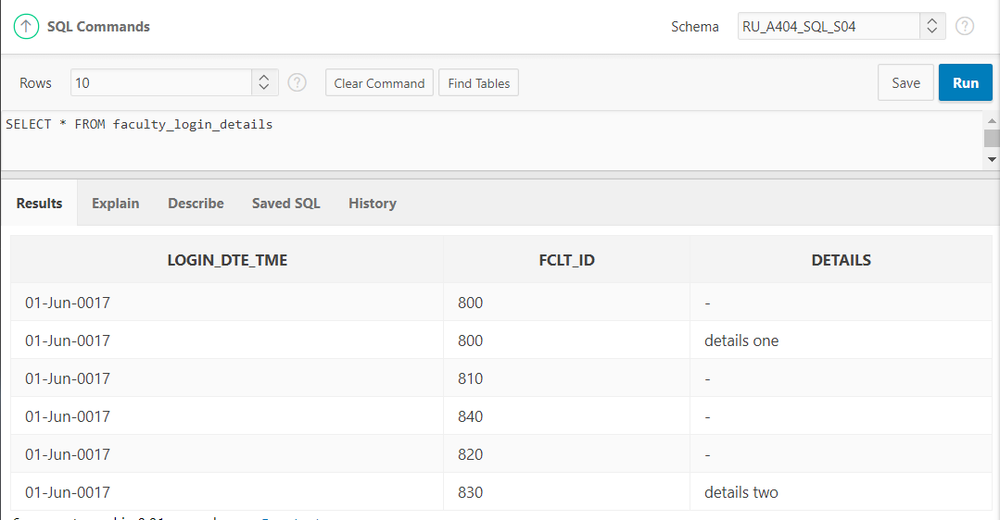 SQL Commands Schema RU_A404_SQL_S04 ?
Rows 10 ? Clear Command Find Tables Save Run
SELECT * FROM faculty_login_details
Results Explain Describe Saved SQL History
LOGIN_DTE_TME FCLT_ID DETAILS
01-Jun-0017 800 -
01-Jun-0017 800 details one
01-Jun-0017 810 -
01-Jun-0017 840 -
01-Jun-0017 820 -
01-Jun-0017 830 details two